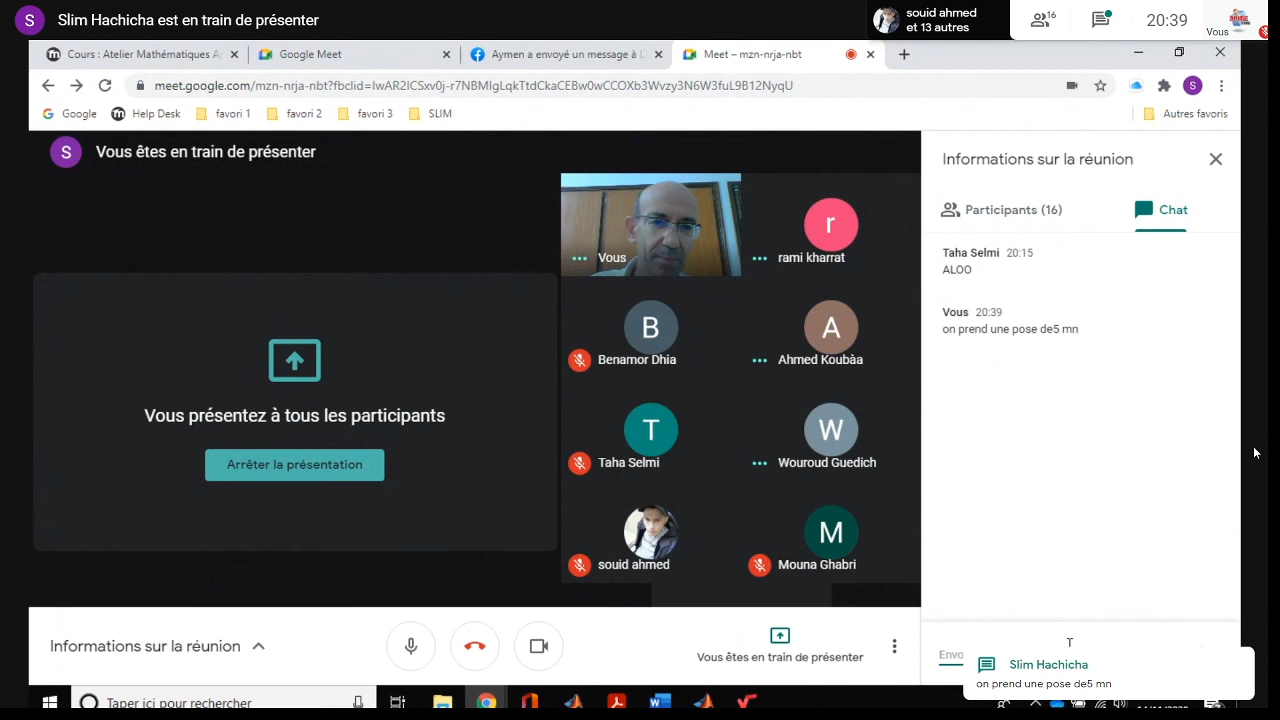 S Slim Hachicha est en train de présenter
souid ahmed
et 13 autres
16
20:39
Vous
Cours : Atelier Mathématiques Ap
Google Meet
Aymen a envoyé un message à L'
Meet – mzn-nrja-nbt
meet.google.com/mzn-nrja-nbt?fbclid=IwAR2ICSxv0i-r7NBMIgLqkTtdCkaCEBw0wCCOXb3Wvzy3N6W3fuL9B12NyqU
S
Google
Help Desk
favori 1
favori 2
favori 3
SLIM
Autres favoris
S Vous êtes en train de présenter
Vous présentez à tous les participants
Arrêter la présentation
Vous
r
rami kharrat
B
Benamor Dhia
A
Ahmed Koubàa
T
Taha Selmi
W
Wouroud Guedich
souid ahmed
M
Mouna Ghabri
Informations sur la réunion
Participants (16)
Chat
Taha Selmi 20:15
ALOO
Vous 20:39
on prend une pose de5 mn
Envo
Slim Hachicha
on prend une pose de5 mn
Informations sur la réunion
Vous êtes en train de présenter
Taper ici pour rechercher